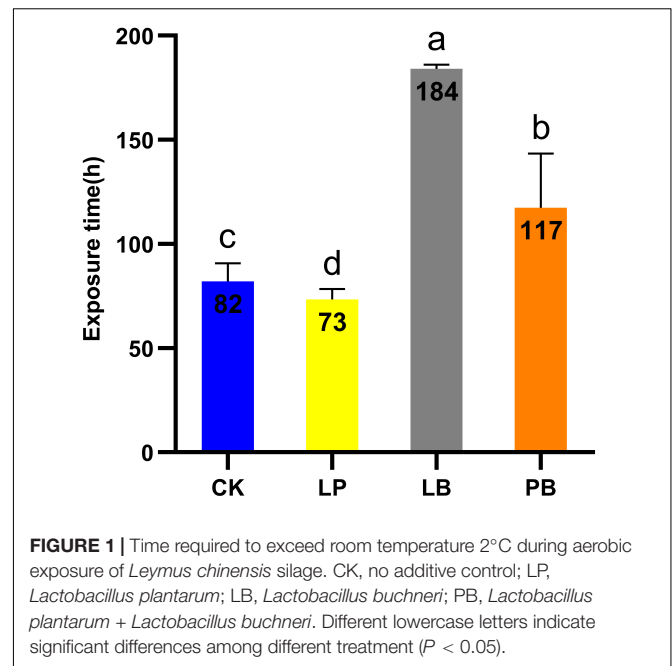 200
150
100
50
0
Exposure time(h)
c
d
a
b
82
73
184
117
CK LP LB PB
FIGURE 1 | Time required to exceed room temperature 2°C during aerobic
exposure of Leymus chinensis silage. CK, no additive control; LP,
Lactobacillus plantarum; LB, Lactobacillus buchneri; PB, Lactobacillus
plantarum + Lactobacillus buchneri. Different lowercase letters indicate
significant differences among different treatment (P < 0.05).